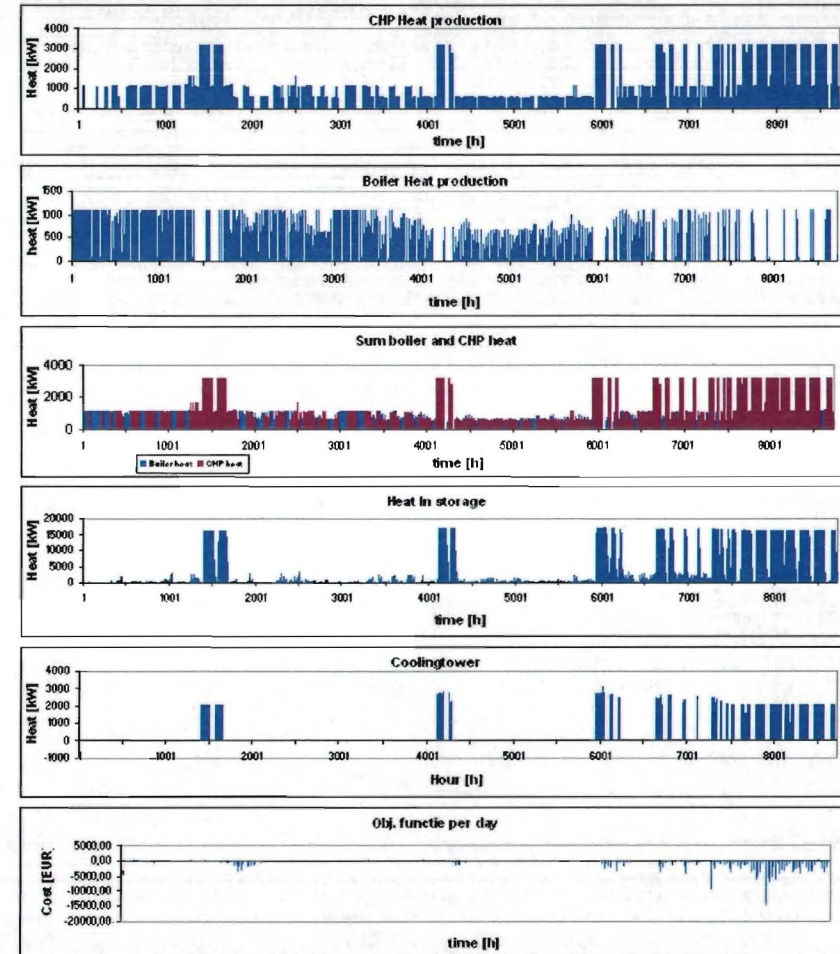 CHP Heat production
4000
3000
2000
1000
0
Heat [kW]
1 1001 2001 3001 4001 5001 6001 7001 8001
time [h]
Boiler Heat production
1500
1000
500
0
heat [kW]
1 1001 2001 3001 4001 5001 6001 7001 8001
time [h]
Sum boiler and CHP heat
4000
2000
0
Heat [kW]
1 1001 2001 3001 4001 5001 6001 7001 8001
Boiler heat CHP heat
time [h]
Heat in storage
20000
15000
10000
5000
0
Heat [kW]
1 1001 2001 3001 4001 5001 6001 7001 8001
time [h]
Coolingtower
4000
3000
2000
1000
0
-1000
Heat [kW]
1 1001 2001 3001 4001 5001 6001 7001 8001
Hour [h]
Obj. functie per day
5000,00
0,00
-5000,00
-10000,00
-15000,00
-20000,00
Cost [EUR]
time [h]